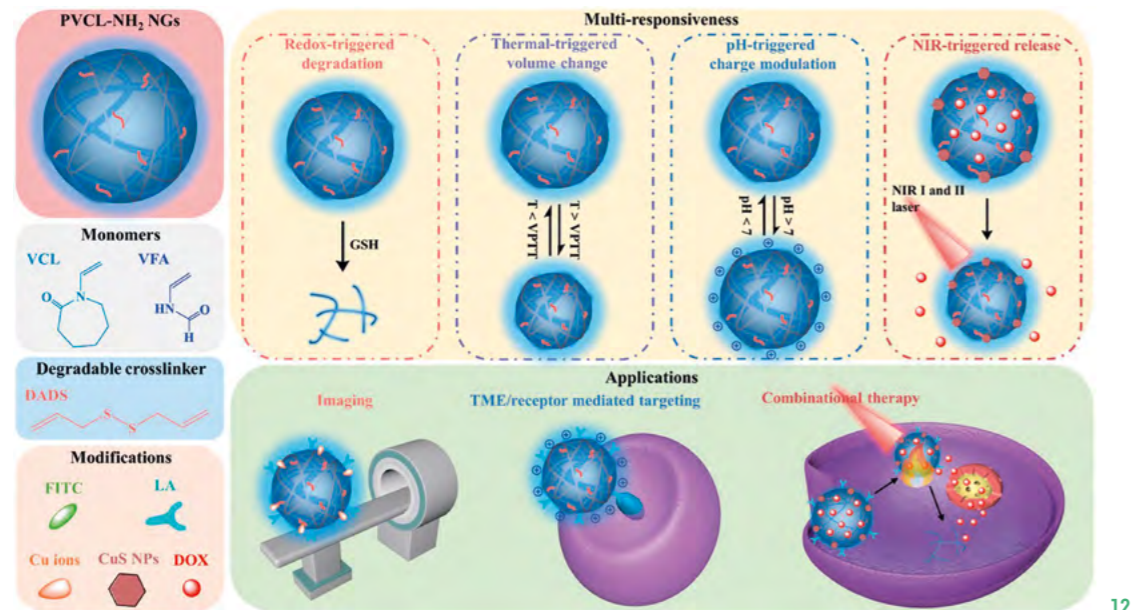 PVCL-NH₂ NGs
Monomers
VCL
VFA
N
O
HN
O
H
Degradable crosslinker
DADS
S
S
Modifications
FITC
LA
Cu ions
CuS NPs
DOX
Multi-responsiveness
Redox-triggered
degradation
GSH
Thermal-triggered
volume change
T < VPTT
T > VPTT
pH-triggered
charge modulation
pH < 7
pH > 7
NIR-triggered release
NIR I and II
laser
Applications
Imaging
TME/receptor mediated targeting
Combinational therapy
12